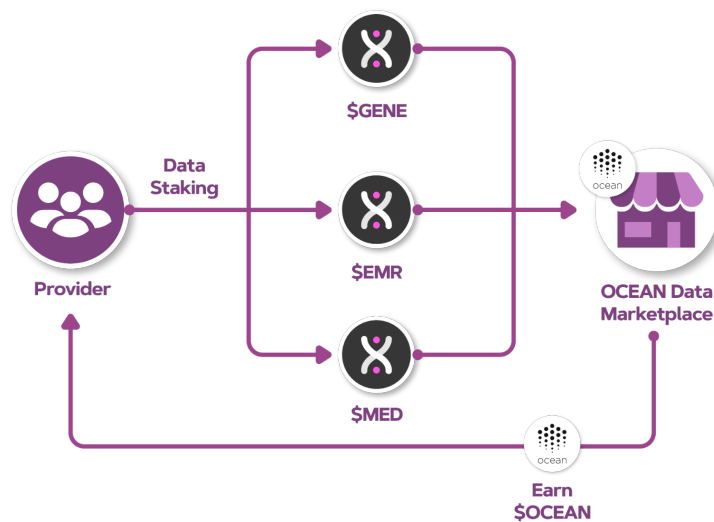 $GENE
Data
Staking
ocean
$EMR
Provider
OCEAN Data
Marketplace
$MED
ocean
Earn
$OCEAN